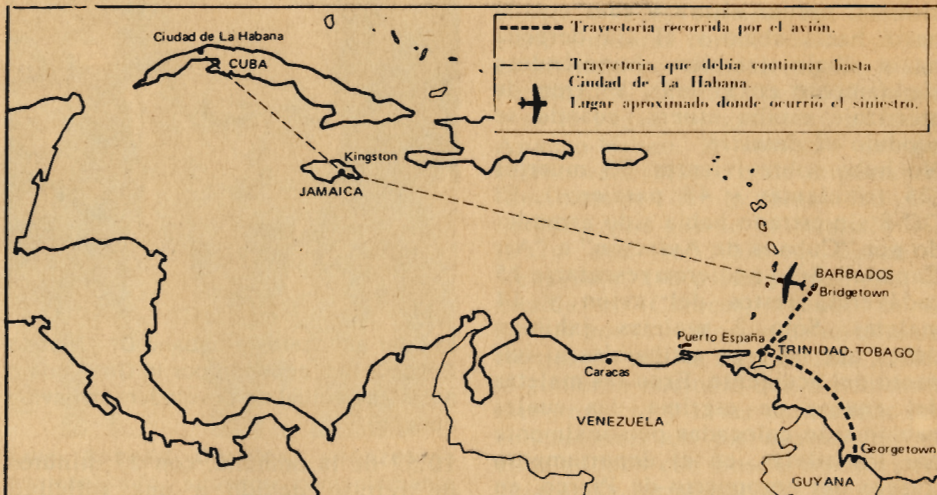 Trayectoria recorrida por el avión.
Trayectoria que debía continuar hasta
Ciudad de La Habana.
Lugar aproximado donde ocurrió el siniestro.
Ciudad de La Habana
CUBA
Kingston
JAMAICA
BARBADOS
Bridgetown
Puerto España
TRINIDAD-TOBAGO
Caracas
VENEZUELA
Georgetown
GUYANA